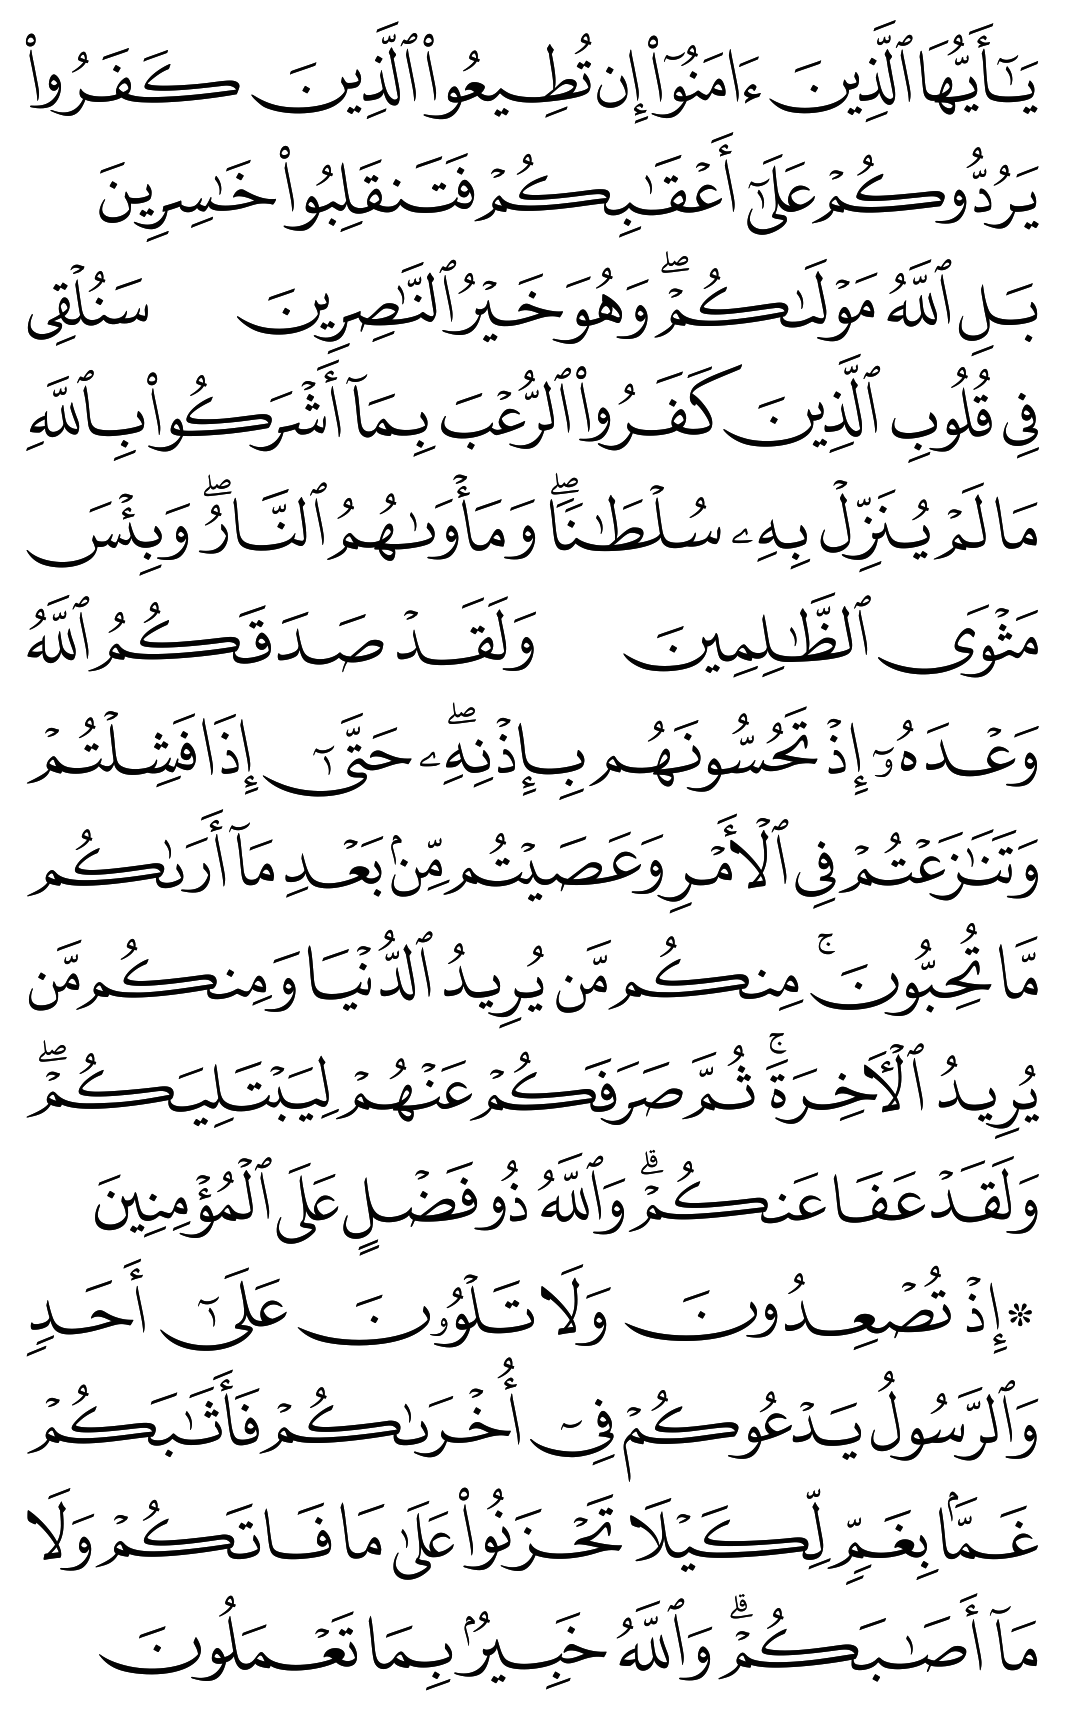 يَـٰٓأَيُّهَا ٱلَّذِينَ ءَامَنُوٓا۟ إِن تُطِيعُوا۟ ٱلَّذِينَ كَفَرُوا۟
يَرُدُّوكُمْ عَلَىٰٓ أَعْقَـٰبِكُمْ فَتَنقَلِبُوا۟ خَـٰسِرِينَ
بَلِ ٱللَّهُ مَوْلَىٰكُمْ ۖ وَهُوَ خَيْرُ ٱلنَّـٰصِرِينَ سَنُلْقِى
فِى قُلُوبِ ٱلَّذِينَ كَفَرُوا۟ ٱلرُّعْبَ بِمَآ أَشْرَكُوا۟ بِٱللَّهِ
مَا لَمْ يُنَزِّلْ بِهِۦ سُلْطَـٰنًا ۖ وَمَأْوَىٰهُمُ ٱلنَّارُ ۖ وَبِئْسَ
مَثْوَى ٱلظَّـٰلِمِينَ وَلَقَدْ صَدَقَكُمُ ٱللَّهُ
وَعْدَهُۥٓ إِذْ تَحُسُّونَهُم بِإِذْنِهِۦ ۖ حَتَّىٰٓ إِذَا فَشِلْتُمْ
وَتَنَـٰزَعْتُمْ فِى ٱلْأَمْرِ وَعَصَيْتُم مِّنۢ بَعْدِ مَآ أَرَىٰكُم
مَّا تُحِبُّونَ ۚ مِنكُم مَّن يُرِيدُ ٱلدُّنْيَا وَمِنكُم مَّن
يُرِيدُ ٱلْـَٔاخِرَةَ ۚ ثُمَّ صَرَفَكُمْ عَنْهُمْ لِيَبْتَلِيَكُمْ ۖ
وَلَقَدْ عَفَا عَنكُمْ ۗ وَٱللَّهُ ذُو فَضْلٍ عَلَى ٱلْمُؤْمِنِينَ
* إِذْ تُصْعِدُونَ وَلَا تَلْوُۥنَ عَلَىٰٓ أَحَدٍ
وَٱلرَّسُولُ يَدْعُوكُمْ فِىٓ أُخْرَىٰكُمْ فَأَثَـٰبَكُمْ
غَمًّۢا بِغَمٍّ لِّكَيْلَا تَحْزَنُوا۟ عَلَىٰ مَا فَاتَكُمْ وَلَا
مَآ أَصَـٰبَكُمْ ۗ وَٱللَّهُ خَبِيرٌۢ بِمَا تَعْمَلُونَ